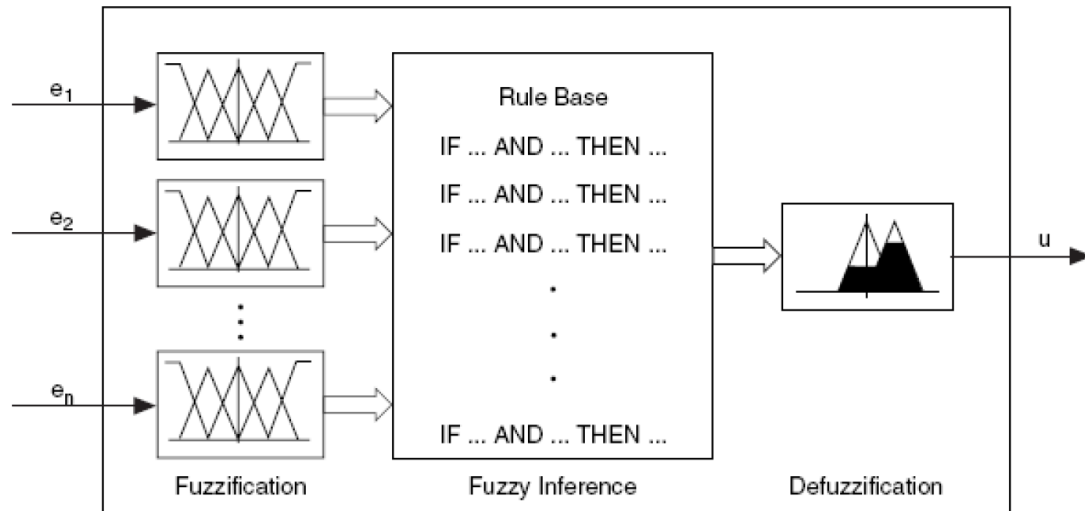 e1
e2
en
Rule Base
IF ... AND ... THEN ...
IF ... AND ... THEN ...
IF ... AND ... THEN ...
IF ... AND ... THEN ...
u
Fuzzification
Fuzzy Inference
Defuzzification